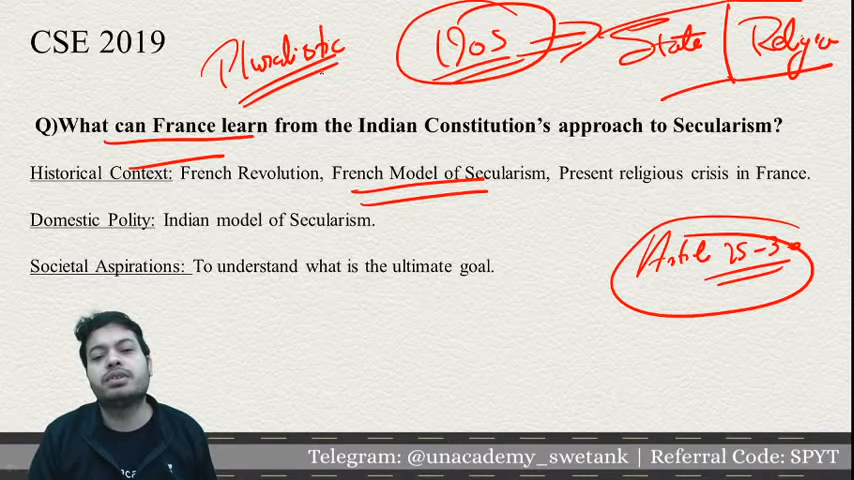 CSE 2019
Pluralistic
1905 ⇒ State | Religion
Q)What can France learn from the Indian Constitution's approach to Secularism?
Historical Context: French Revolution, French Model of Secularism, Present religious crisis in France.
Domestic Polity: Indian model of Secularism.
Societal Aspirations: To understand what is the ultimate goal.
25-30
Telegram: @unacademy_swetank | Referral Code: SPYT